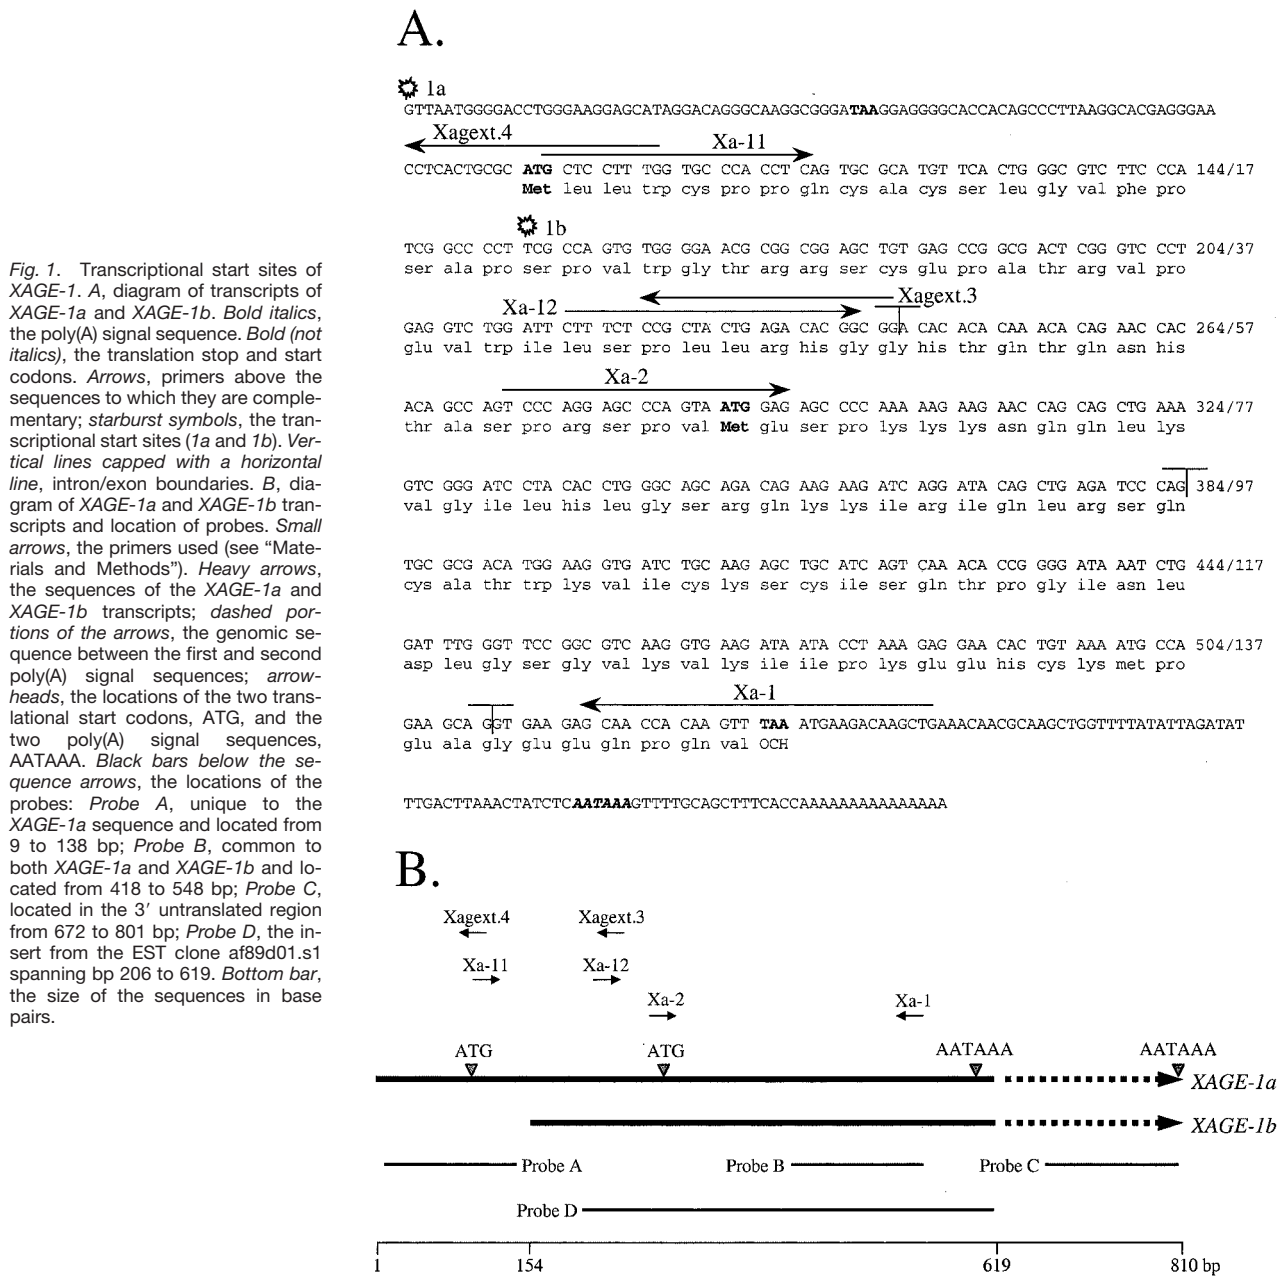 Fig. 1. Transcriptional start sites of
XAGE-1. A, diagram of transcripts of
XAGE-1a and XAGE-1b. Bold italics,
the poly(A) signal sequence. Bold (not
italics), the translation stop and start
codons. Arrows, primers above the
sequences to which they are comple-
mentary; starburst symbols, the tran-
scriptional start sites (1a and 1b). Ver-
tical lines capped with a horizontal
line, intron/exon boundaries. B, dia-
gram of XAGE-1a and XAGE-1b tran-
scripts and location of probes. Small
arrows, the primers used (see “Mate-
rials and Methods”). Heavy arrows,
the sequences of the XAGE-1a and
XAGE-1b transcripts; dashed por-
tions of the arrows, the genomic se-
quence between the first and second
poly(A) signal sequences; arrow-
heads, the locations of the two trans-
lational start codons, ATG, and the
two poly(A) signal sequences,
AATAAA. Black bars below the se-
quence arrows, the locations of the
probes: Probe A, unique to the
XAGE-1a sequence and located from
9 to 138 bp; Probe B, common to
both XAGE-1a and XAGE-1b and lo-
cated from 418 to 548 bp; Probe C,
located in the 3′ untranslated region
from 672 to 801 bp; Probe D, the in-
sert from the EST clone af89d01.s1
spanning bp 206 to 619. Bottom bar,
the size of the sequences in base
pairs.
A.
1a
GTTAATGGGGACCTGGGAAGGAGCATAGGACAGGGCAAGGCGGGATAAGGAGGGGCACCACAGCCCTTAAGGCACGAGGGAA
Xagext.4 Xa-11
CCTCACTGCGC ATG CTC CTT TGG TGC CCA CCT CAG TGC GCA TGT TCA CTG GGC GTC TTC CCA 144/17
Met leu leu trp cys pro pro gln cys ala cys ser leu gly val phe pro
1b
TCG GCC CCT TCG CCA GTG TGG GGA ACG CGG CGG AGC TGT GAG CCG GCG ACT CGG GTC CCT 204/37
ser ala pro ser pro val trp gly thr arg arg ser cys glu pro ala thr arg val pro
Xa-12 Xagext.3
GAG GTC TGG ATT CTT TCT CCG CTA CTG AGA CAC GGC GGA CAC ACA CAA ACA CAG AAC CAC 264/57
glu val trp ile leu ser pro leu leu arg his gly gly his thr gln thr gln asn his
Xa-2
ACA GCC AGT CCC AGG AGC CCA GTA ATG GAG AGC CCC AAA AAG AAG AAC CAG CAG CTG AAA 324/77
thr ala ser pro arg ser pro val Met glu ser pro lys lys lys asn gln gln leu lys
GTC GGG ATC CTA CAC CTG GGC AGC AGA CAG AAG AAG ATC AGG ATA CAG CTG AGA TCC CAG 384/97
val gly ile leu his leu gly ser arg gln lys lys ile arg ile gln leu arg ser gln
TGC GCG ACA TGG AAG GTG ATC TGC AAG AGC TGC ATC AGT CAA ACA CCG GGG ATA AAT CTG 444/117
cys ala thr trp lys val ile cys lys ser cys ile ser gln thr pro gly ile asn leu
GAT TTG GGT TCC GGC GTC AAG GTG AAG ATA ATA CCT AAA GAG GAA CAC TGT AAA ATG CCA 504/137
asp leu gly ser gly val lys val lys ile ile pro lys glu glu his cys lys met pro
Xa-1
GAA GCA GGT GAA GAG CAA CCA CAA GTT TAA ATGAAGACAAGCTGAAACAACGCAAGCTGGTTTTATATTAGATAT
glu ala gly glu glu gln pro gln val OCH
TTGACTTAAACTATCTCAATAAAGTTTTGCAGCTTTCACCAAAAAAAAAAAAAAA
B.
Xagext.4 Xagext.3
Xa-11 Xa-12
Xa-2 Xa-1
ATG ATG AATAAA AATAAA
XAGE-1a
XAGE-1b
Probe A Probe B Probe C
Probe D
1 154 619 810 bp